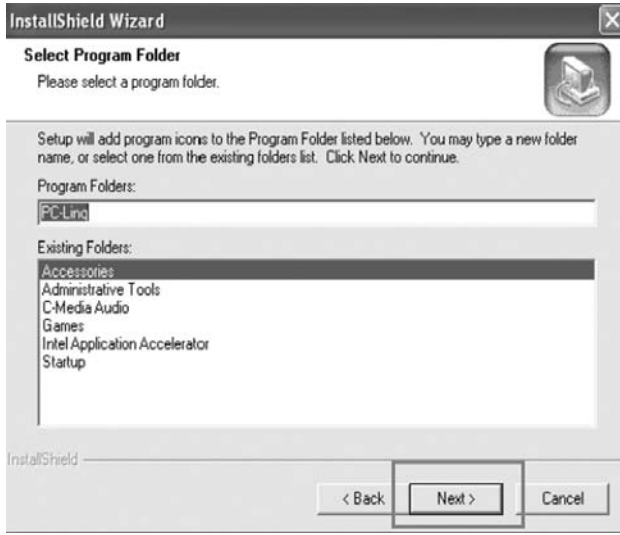 InstallShield Wizard
Select Program Folder
Please select a program folder.
Setup will add program icons to the Program Folder listed below. You may type a new folder
name, or select one from the existing folders list. Click Next to continue.
Program Folders:
PC-Linq
Existing Folders:
Accessories
Administrative Tools
C-Media Audio
Games
Intel Application Accelerator
Startup
InstallShield
< Back Next > Cancel